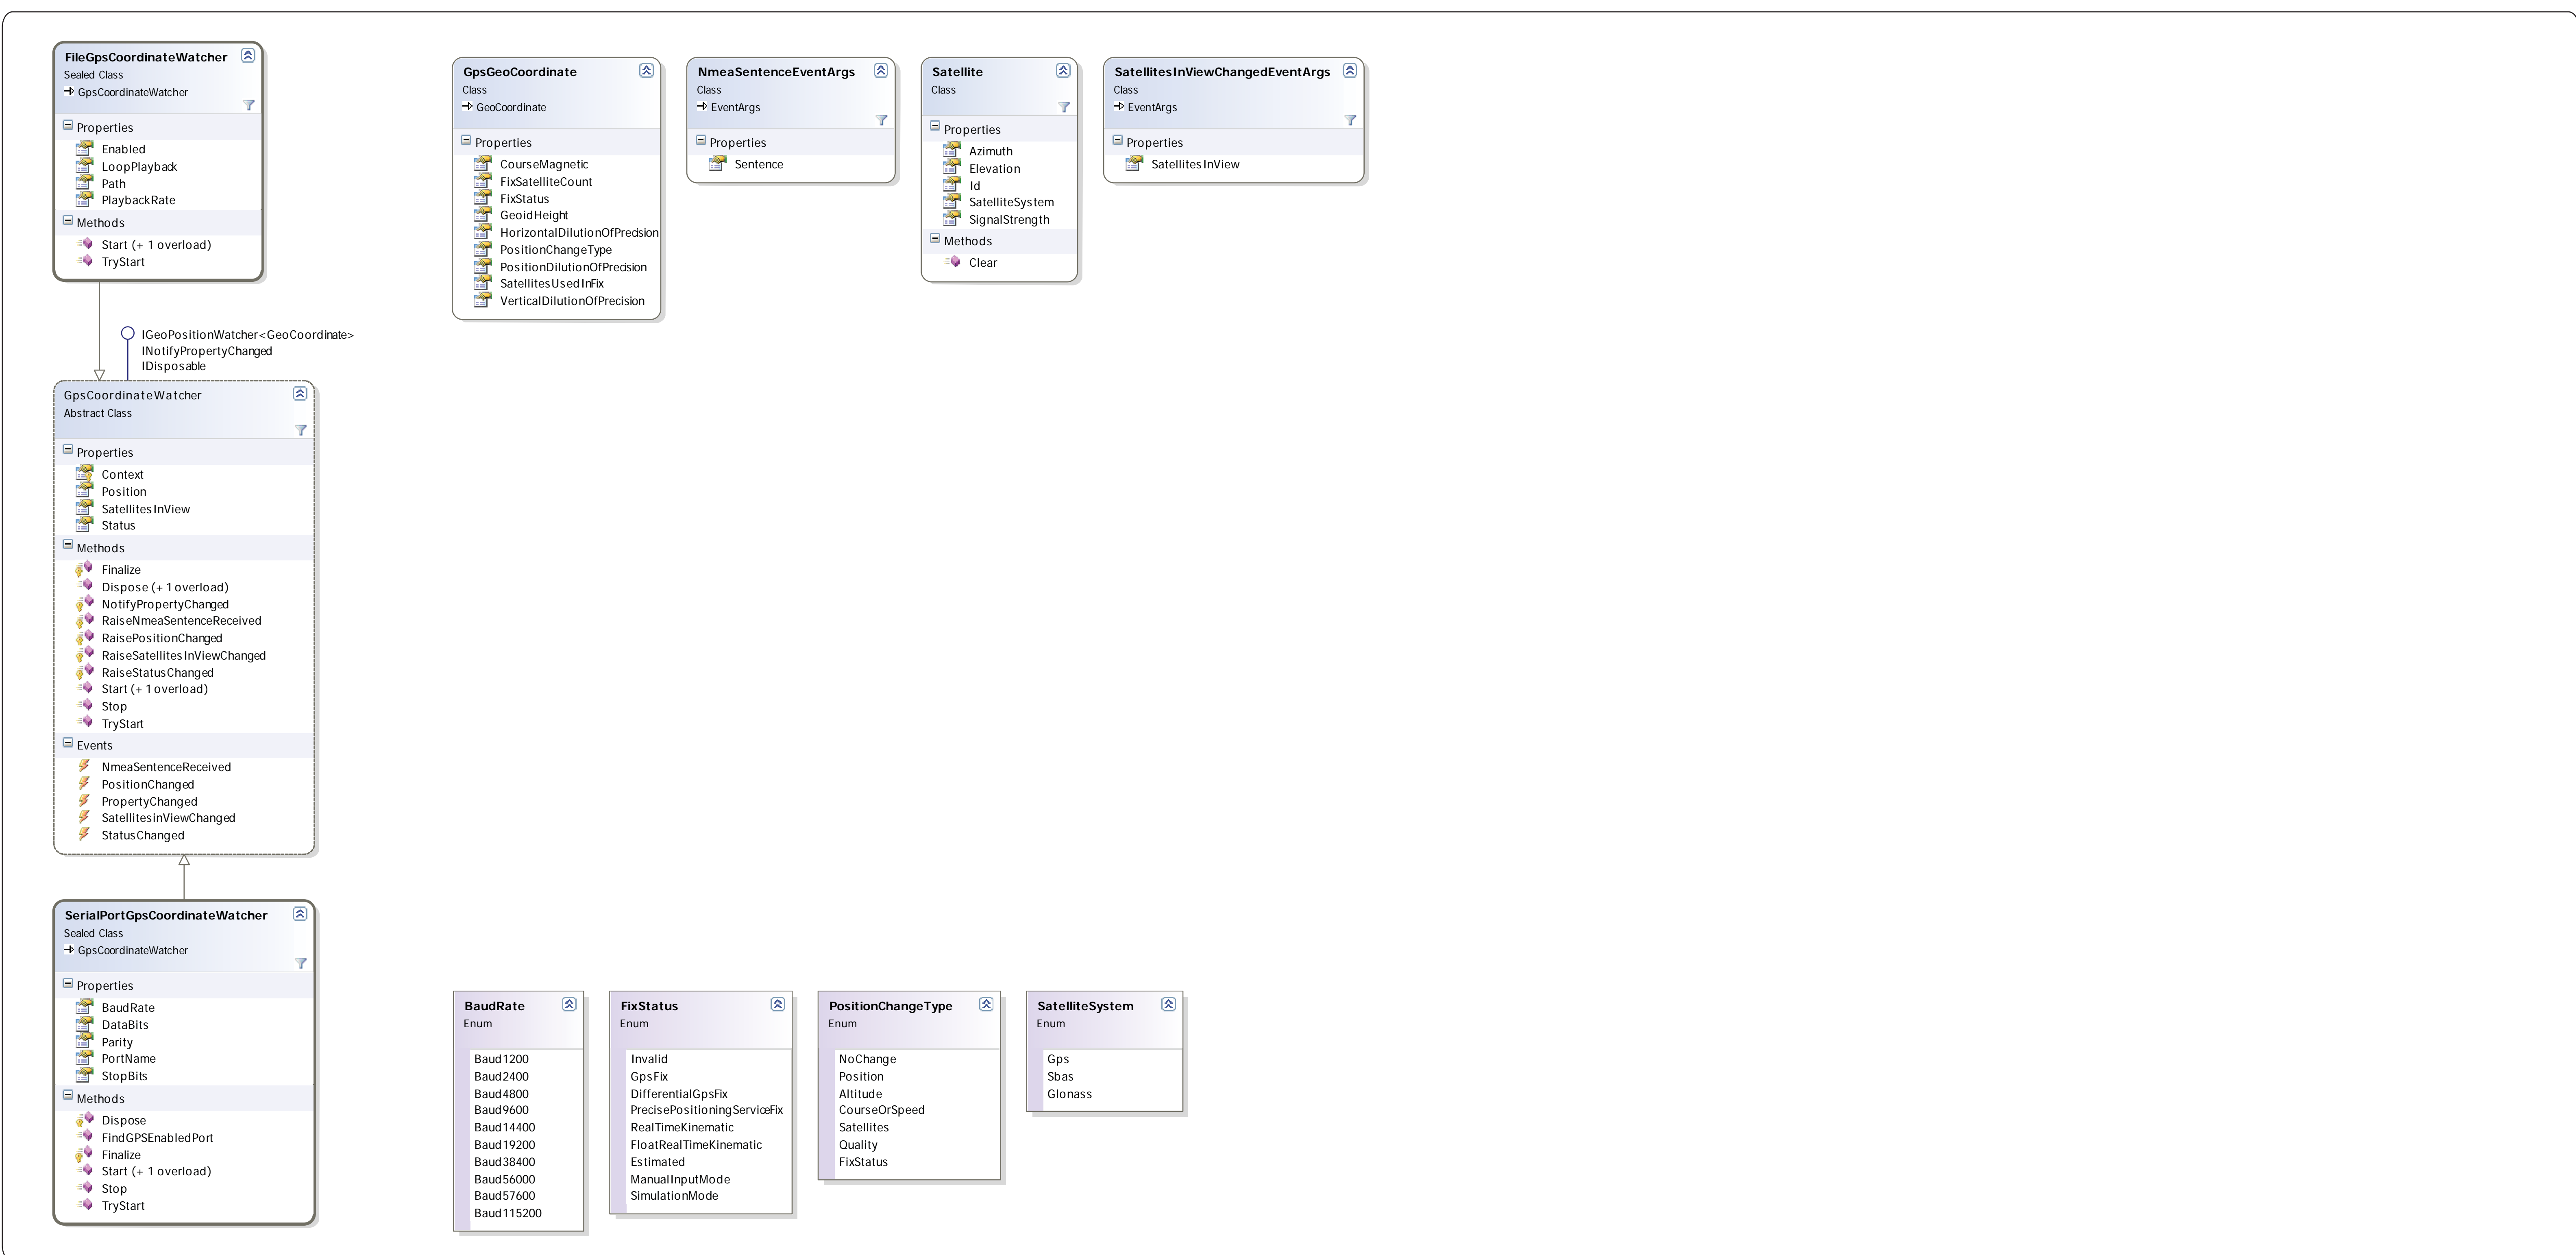 FileGpsCoordinateWatcher
Sealed Class
GpsCoordinateWatcher
Properties
Enabled
LoopPlayback
Path
PlaybackRate
Methods
Start (+ 1 overload)
TryStart
IGeoPositionWatcher<GeoCoordinate>
INotifyPropertyChanged
IDisposable
GpsCoordinateWatcher
Abstract Class
Properties
Context
Position
SatellitesInView
Status
Methods
Finalize
Dispose (+ 1 overload)
NotifyPropertyChanged
RaiseNmeaSentenceReceived
RaisePositionChanged
RaiseSatellitesInViewChanged
RaiseStatusChanged
Start (+ 1 overload)
Stop
TryStart
Events
NmeaSentenceReceived
PositionChanged
PropertyChanged
SatellitesinViewChanged
StatusChanged
SerialPortGpsCoordinateWatcher
Sealed Class
GpsCoordinateWatcher
Properties
BaudRate
DataBits
Parity
PortName
StopBits
Methods
Dispose
FindGPSEnabledPort
Finalize
Start (+ 1 overload)
Stop
TryStart
GpsGeoCoordinate
Class
GeoCoordinate
Properties
CourseMagnetic
FixSatelliteCount
FixStatus
GeoidHeight
HorizontalDilutionOfPrecision
PositionChangeType
PositionDilutionOfPrecision
SatellitesUsedInFix
VerticalDilutionOfPrecision
NmeaSentenceEventArgs
Class
EventArgs
Properties
Sentence
Satellite
Class
Properties
Azimuth
Elevation
Id
SatelliteSystem
SignalStrength
Methods
Clear
SatellitesInViewChangedEventArgs
Class
EventArgs
Properties
SatellitesInView
BaudRate
Enum
Baud1200
Baud2400
Baud4800
Baud9600
Baud14400
Baud19200
Baud38400
Baud56000
Baud57600
Baud115200
FixStatus
Enum
Invalid
GpsFix
DifferentialGpsFix
PrecisePositioningServiceFix
RealTimeKinematic
FloatRealTimeKinematic
Estimated
ManualInputMode
SimulationMode
PositionChangeType
Enum
NoChange
Position
Altitude
CourseOrSpeed
Satellites
Quality
FixStatus
SatelliteSystem
Enum
Gps
Sbas
Glonass